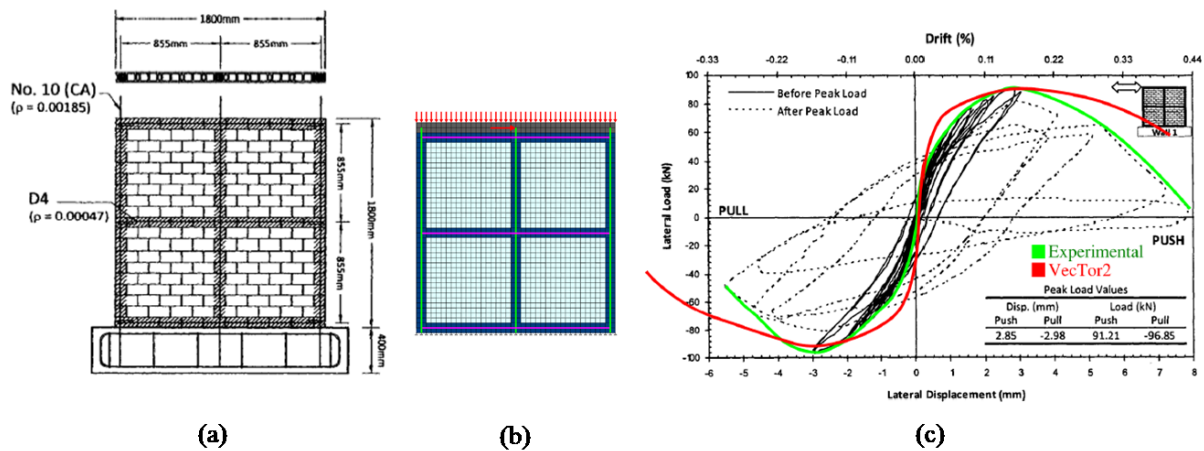 1800mm
855mm 855mm
No. 10 (CA)
(ρ = 0.00185)
D4
(ρ = 0.00047)
855mm
855mm
1800mm
400mm
(a)
(b)
Drift (%)
-0.33 -0.22 -0.11 0.00 0.11 0.22 0.33 0.44
Before Peak Load
After Peak Load
Wall 1
Lateral Load (kN)
100
80
60
40
20
0
-20
-40
-60
-80
-100
PULL
PUSH
Experimental
VecTor2
Peak Load Values
Disp. (mm) Load (kN)
Push Pull Push Pull
2.85 -2.98 91.21 -96.85
-6 -5 -4 -3 -2 -1 0 1 2 3 4 5 6 7 8
Lateral Displacement (mm)
(c)